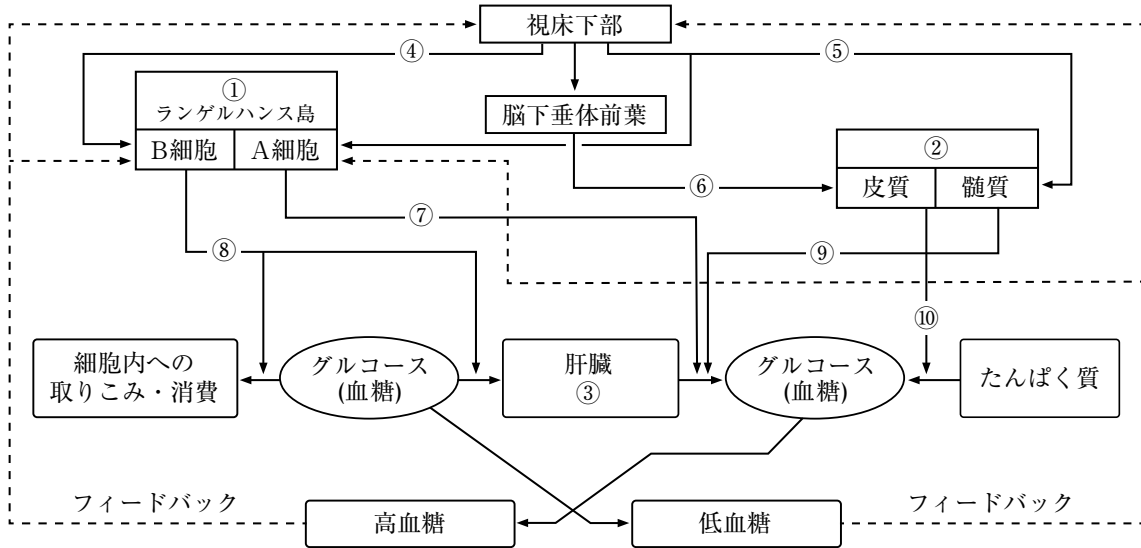 視床下部
④
⑤
①
ランゲルハンス島
B細胞
A細胞
脳下垂体前葉
②
皮質
髄質
⑥
⑦
⑧
⑨
⑩
細胞内への
取りこみ・消費
グルコース
(血糖)
肝臓
③
グルコース
(血糖)
たんぱく質
フィードバック
フィードバック
高血糖
低血糖